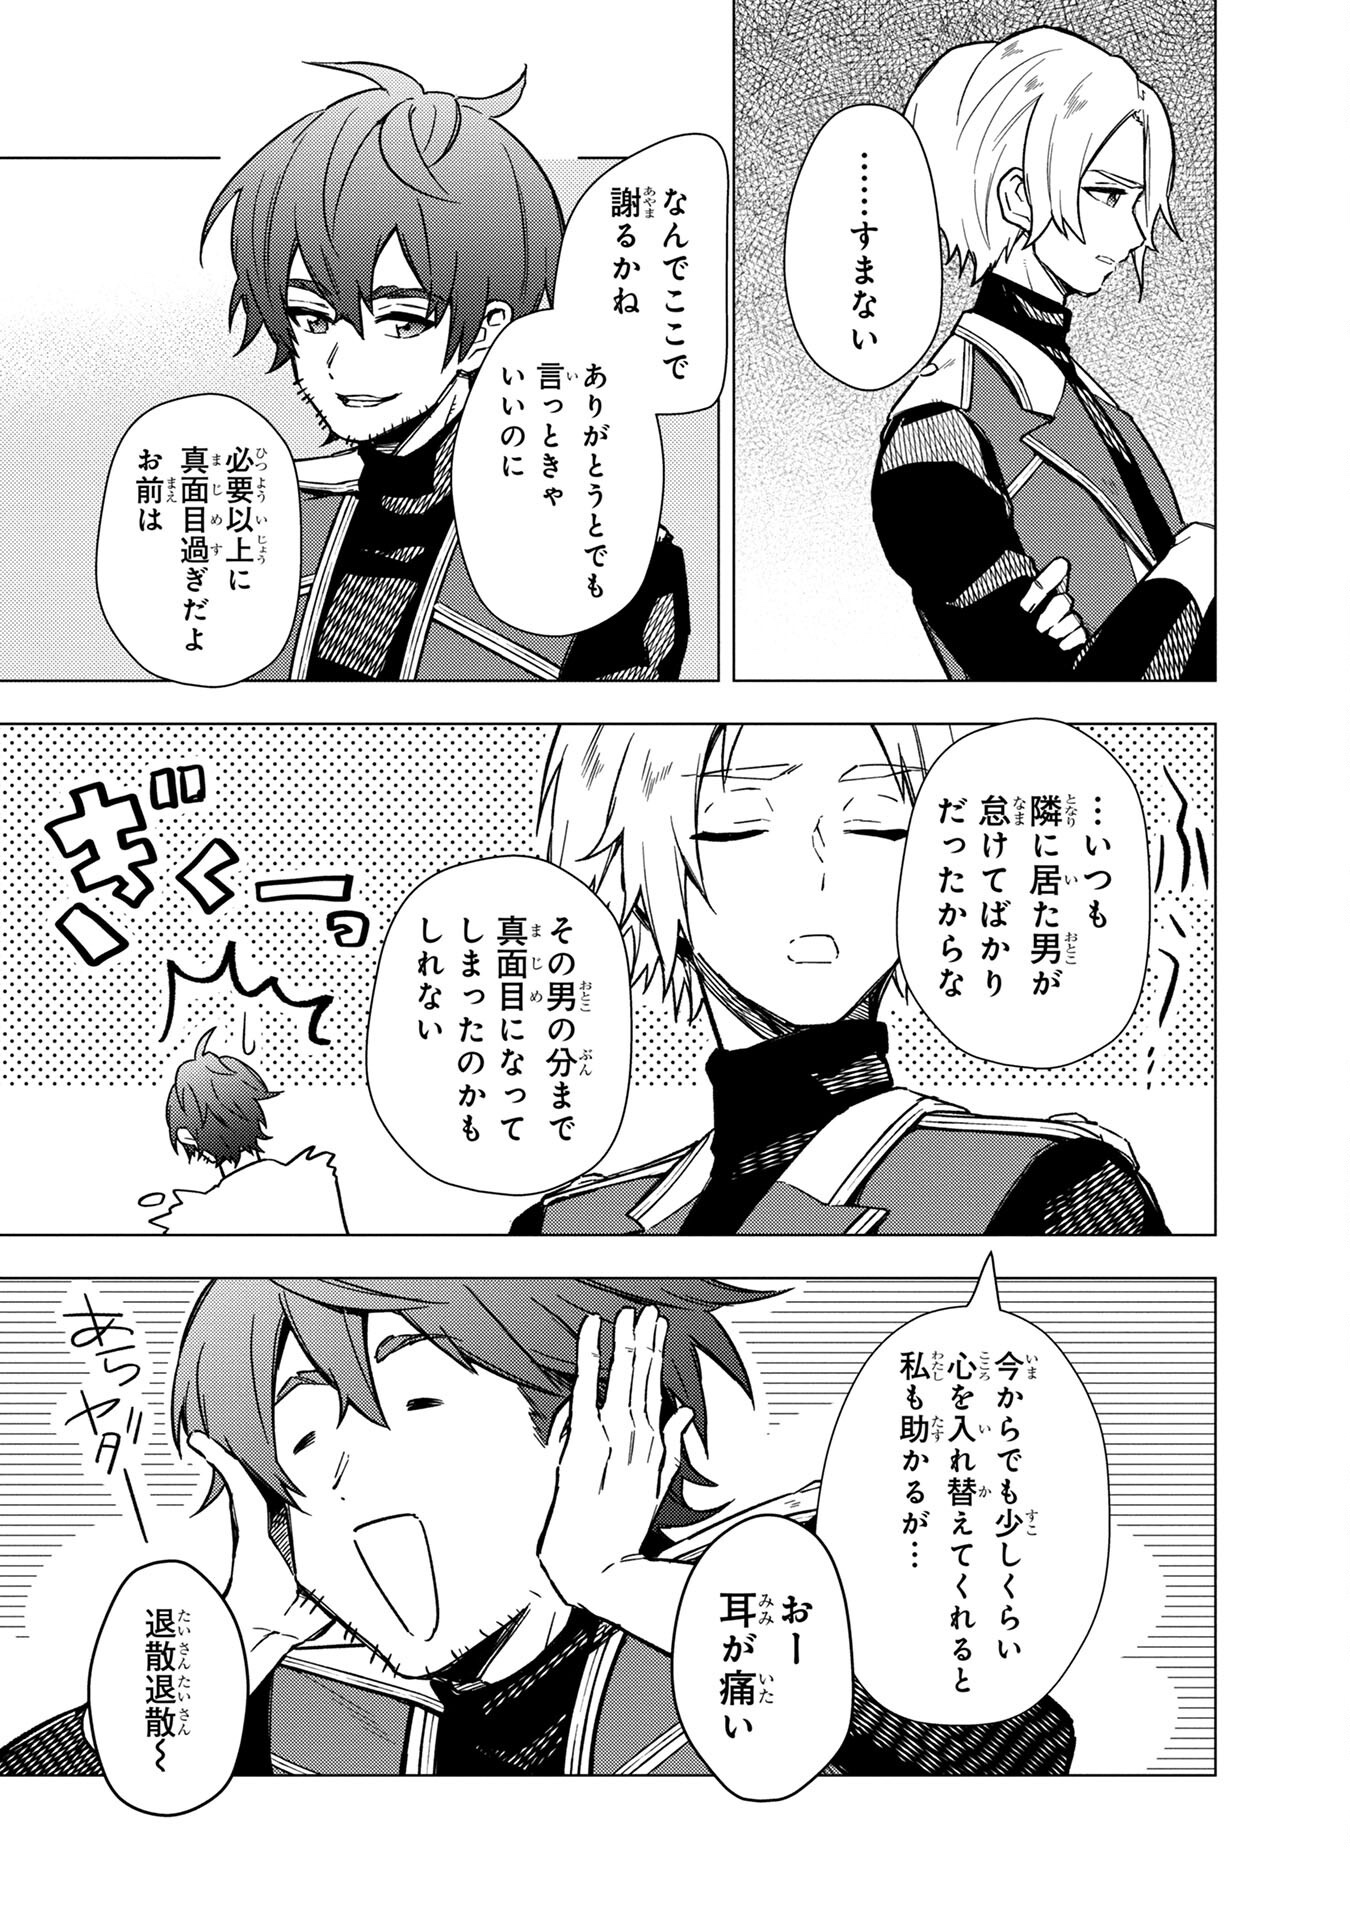 ……すまない
なんでここで
謝るかね
ありがとうとでも
言っときゃ
いいのに
必要以上に
真面目過ぎだよ
お前は
…いつも
隣に居た男が
怠けてばかり
だったからな
その男の分まで
真面目になって
しまったのかも
しれない
ぎくーっ
今からでも少しくらい
心を入れ替えてくれると
私も助かるが…
おー
耳が痛い
あらヤダー
退散退散〜